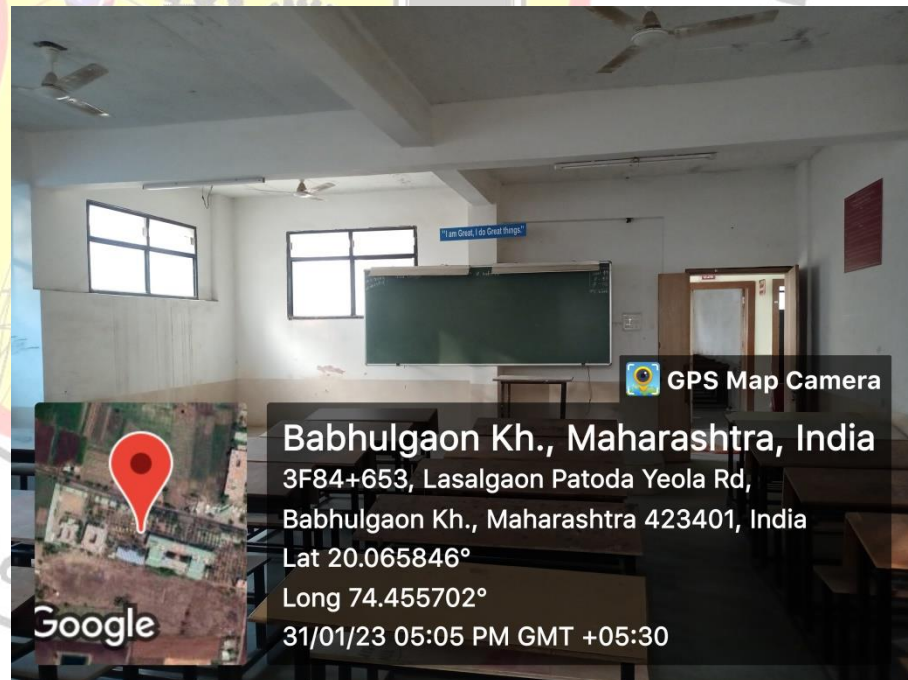 "I am Great, I do Great things."
GPS Map Camera
Babhulgaon Kh., Maharashtra, India
3F84+653, Lasalgaon Patoda Yeola Rd,
Babhulgaon Kh., Maharashtra 423401, India
Lat 20.065846°
Long 74.455702°
31/01/23 05:05 PM GMT +05:30
Google